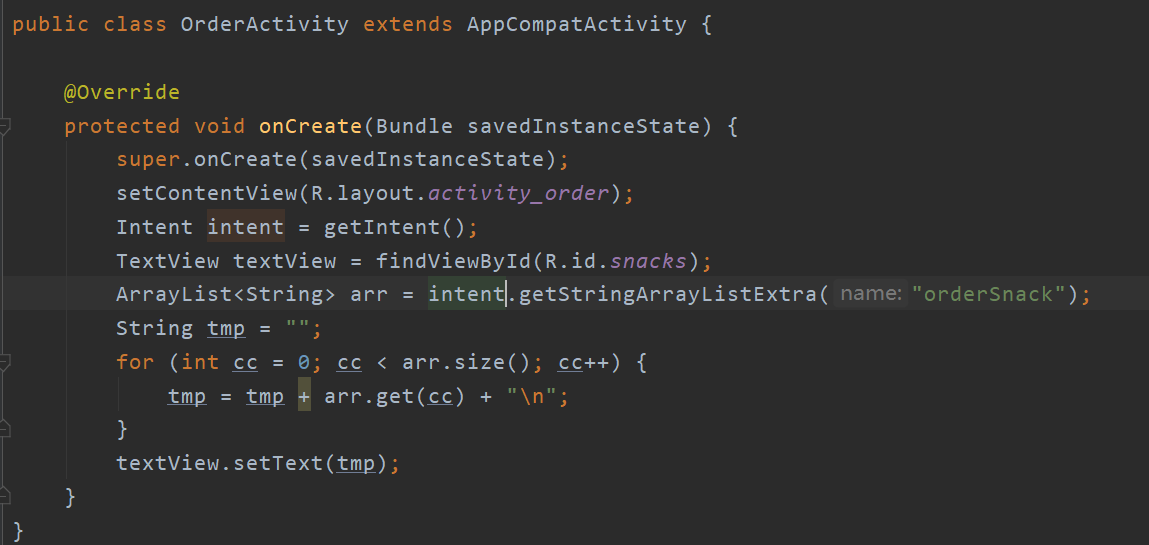 public class OrderActivity extends AppCompatActivity {
@Override
protected void onCreate(Bundle savedInstanceState) {
super.onCreate(savedInstanceState);
setContentView(R.layout.activity_order);
Intent intent = getIntent();
TextView textView = findViewById(R.id.snacks);
ArrayList<String> arr = intent.getStringArrayListExtra( name: "orderSnack");
String tmp = "";
for (int cc = 0; cc < arr.size(); cc++) {
tmp = tmp + arr.get(cc) + "\n";
}
textView.setText(tmp);
}
}